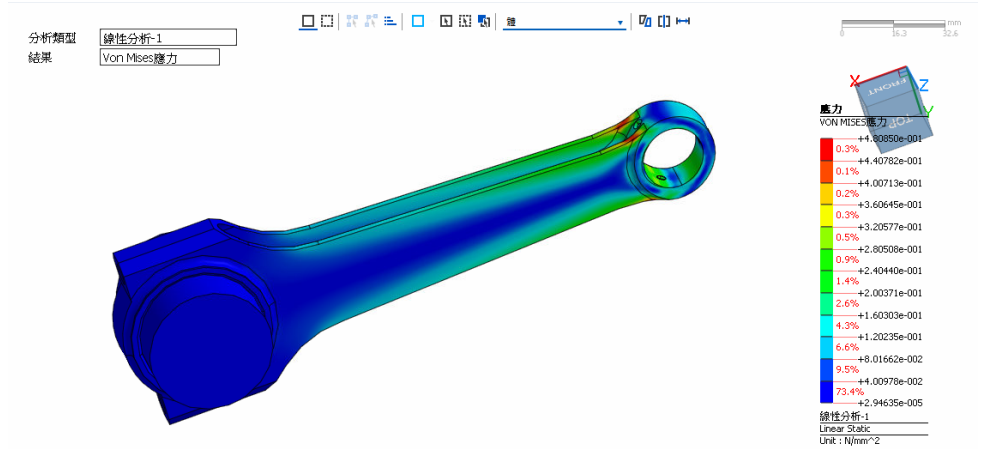 分析類型 線性分析-1
結果 Von Mises應力
體
mm
16.3 32.6
X
Z
Y
FRONT
TOP
應力
VON MISES應力
+4.80850e-001
0.3%
+4.40782e-001
0.1%
+4.00713e-001
0.2%
+3.60645e-001
0.3%
+3.20577e-001
0.5%
+2.80508e-001
0.9%
+2.40440e-001
1.4%
+2.00371e-001
2.6%
+1.60303e-001
4.3%
+1.20235e-001
6.6%
+8.01662e-002
9.5%
+4.00978e-002
73.4%
+2.94635e-005
線性分析-1
Linear Static
Unit : N/mm^2